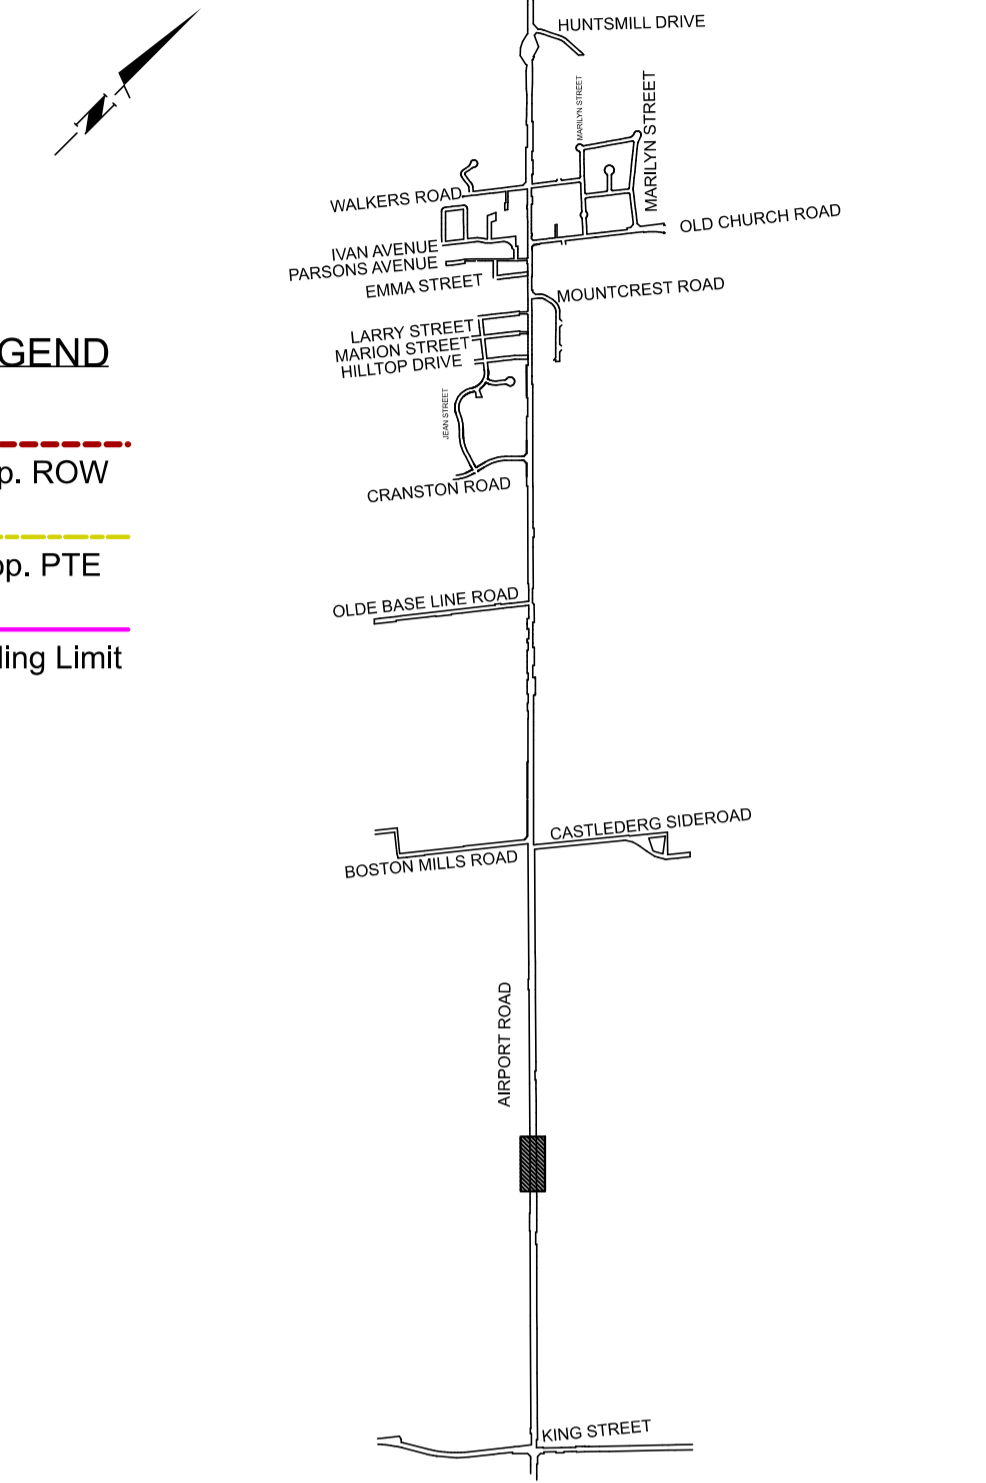 HUNTSMILL DRIVE
MARILYN STREET
MARILYN STREET
WALKERS ROAD
OLD CHURCH ROAD
IVAN AVENUE
PARSONS AVENUE
EMMA STREET
MOUNTCREST ROAD
LARRY STREET
MARION STREET
HILLTOP DRIVE
JEAN STREET
CRANSTON ROAD
OLDE BASE LINE ROAD
CASTLEDERG SIDEROAD
BOSTON MILLS ROAD
AIRPORT ROAD
KING STREET
N
GEND
p. ROW
op. PTE
ding Limit